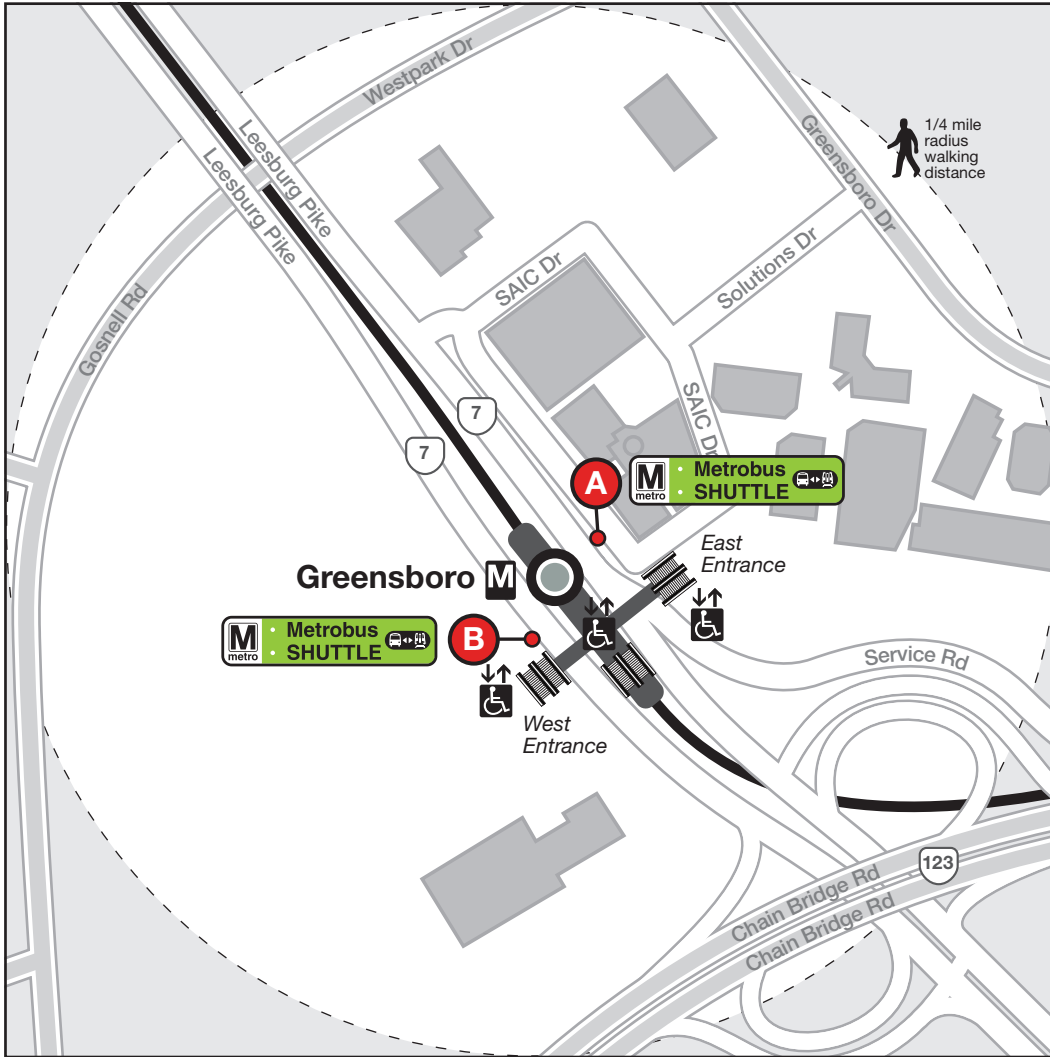 Westpark Dr
Leesburg Pike
Leesburg Pike
Greensboro Dr
1/4 mile
radius
walking
distance
Gosnell Rd
SAIC Dr
Solutions Dr
SAIC Dr
7
7
A
M
metro
• Metrobus
• SHUTTLE
East
Entrance
Greensboro M
M
metro
• Metrobus
• SHUTTLE
B
West
Entrance
Service Rd
123
Chain Bridge Rd
Chain Bridge Rd